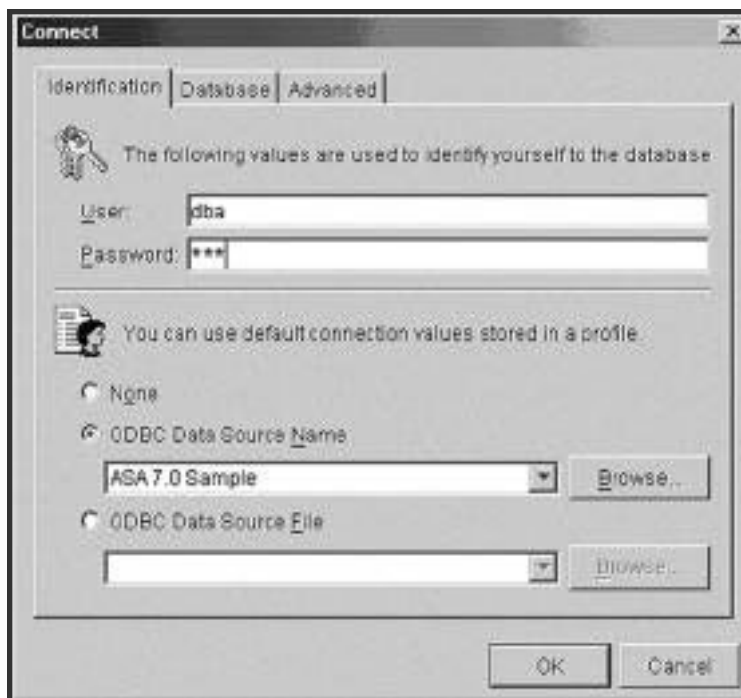 Connect
Identification Database Advanced
The following values are used to identify yourself to the database
User: dba
Password: ***
You can use default connection values stored in a profile
None
ODBC Data Source Name
ASA 7.0 Sample Browse...
ODBC Data Source File
Browse...
OK Cancel